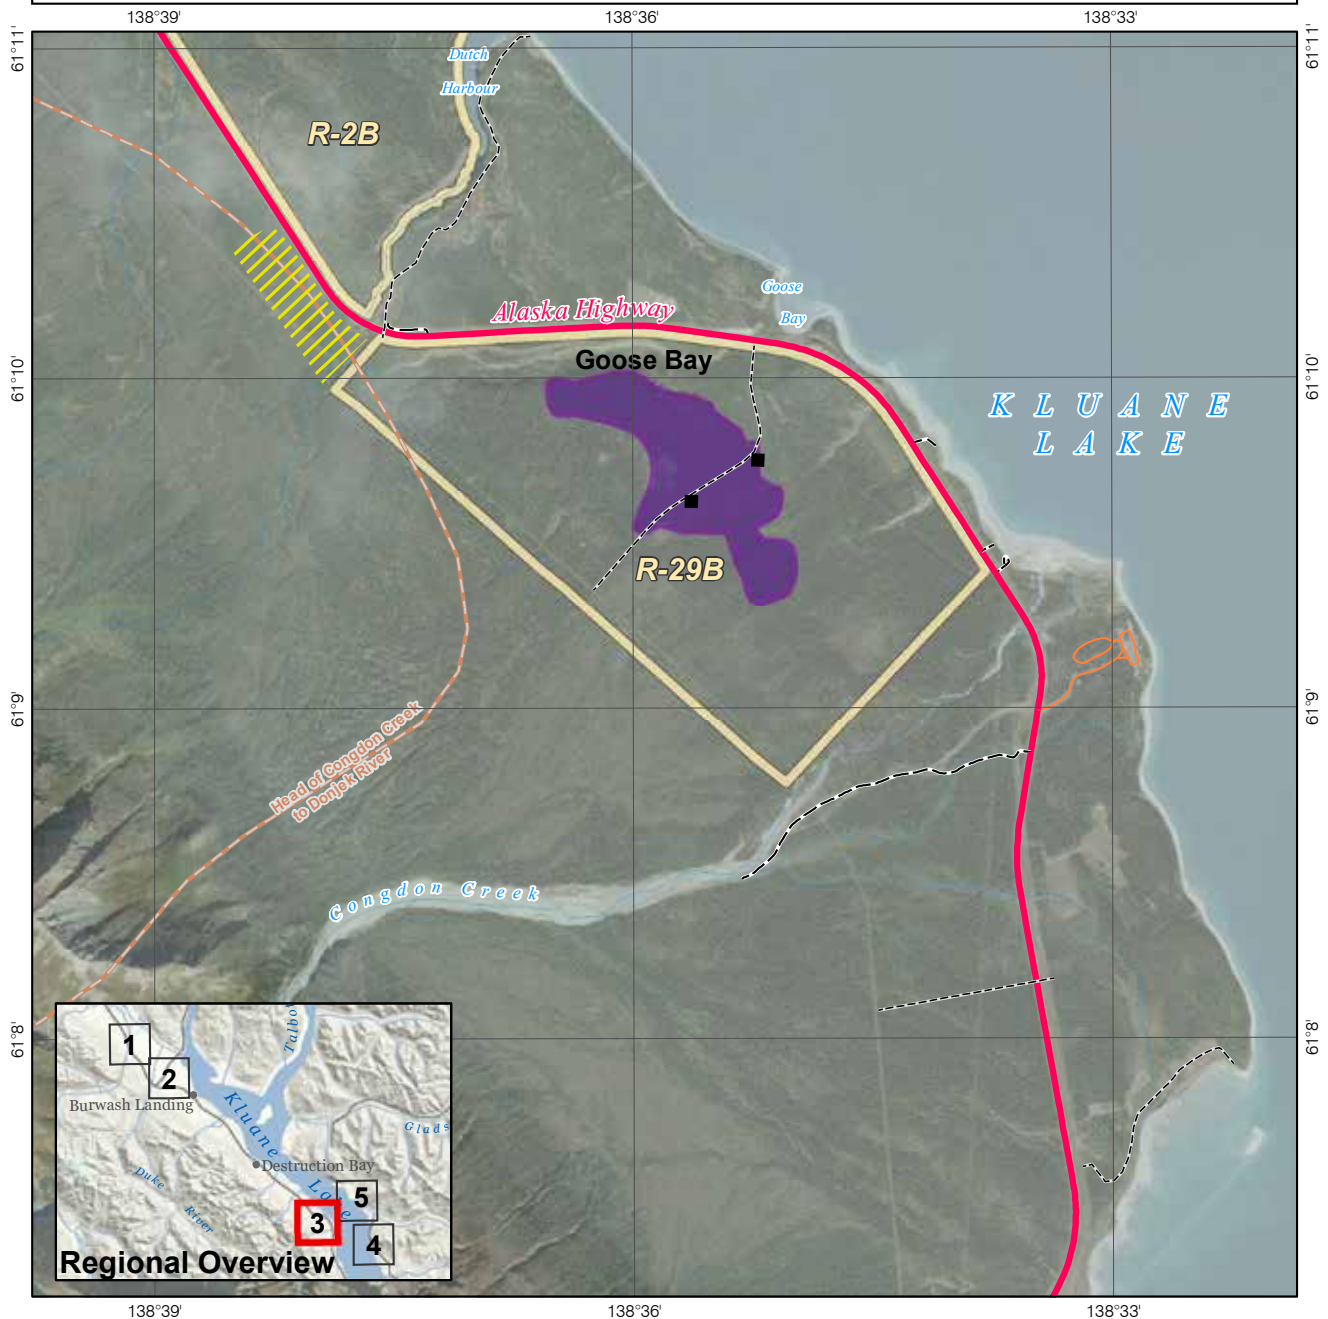 138°39'
138°36'
138°33'
61°11'
61°11'
Dutch
Harbour
R-2B
Goose
Bay
Alaska Highway
Goose Bay
61°10'
61°10'
K L U A N E
L A K E
R-29B
61°9'
61°9'
Head of Congdon Creek
to Donjek River
Congdon Creek
61°8'
61°8'
1
2
Talbo
Burwash Landing
Kluane
Glads
Destruction Bay
Duke
River
Lake
5
3
4
Regional Overview
138°39'
138°36'
138°33'